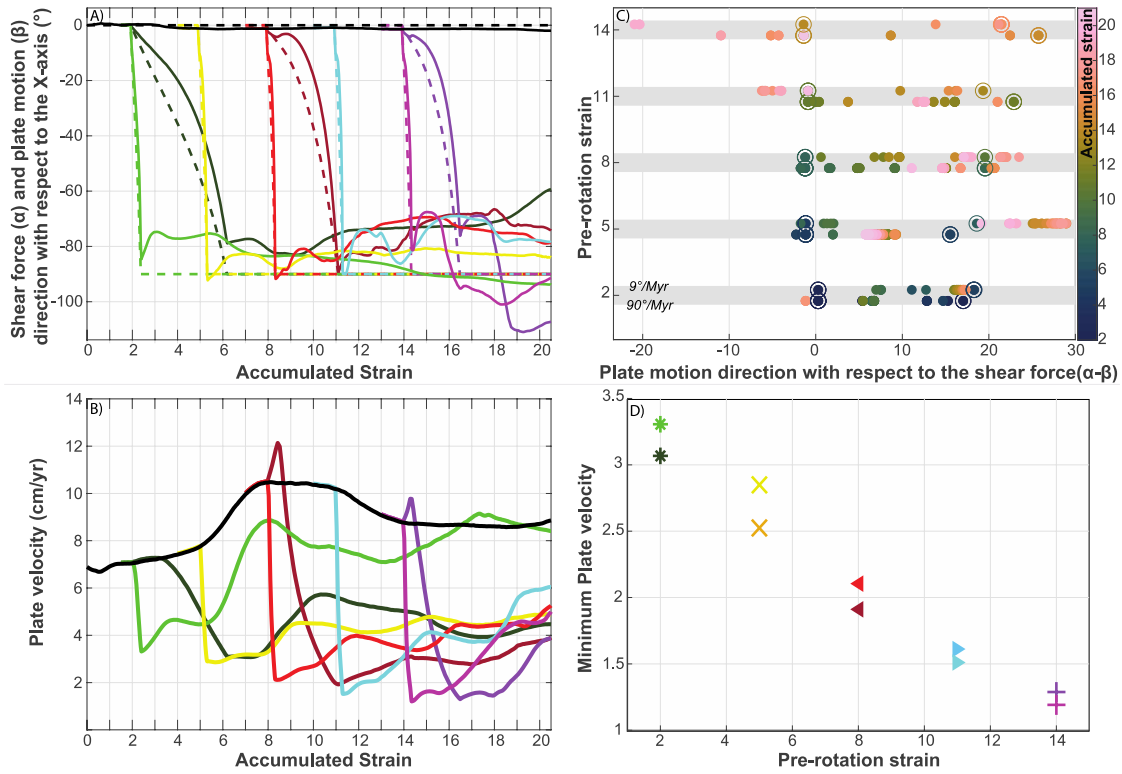 A)
Shear force (α) and plate motion (β)
direction with respect to the X-axis (°)
0
-20
-40
-60
-80
-100
0 2 4 6 8 10 12 14 16 18 20
Accumulated Strain
C)
Pre-rotation strain
14
11
8
5
2
9°/Myr
90°/Myr
-20 -10 0 10 20 30
Plate motion direction with respect to the shear force(α-β)
Accumulated strain
20
18
16
14
12
10
8
6
4
2
B)
Plate velocity (cm/yr)
14
12
10
8
6
4
2
0 2 4 6 8 10 12 14 16 18 20
Accumulated Strain
D)
Minimum Plate velocity
3.5
3
2.5
2
1.5
1
2 4 6 8 10 12 14
Pre-rotation strain